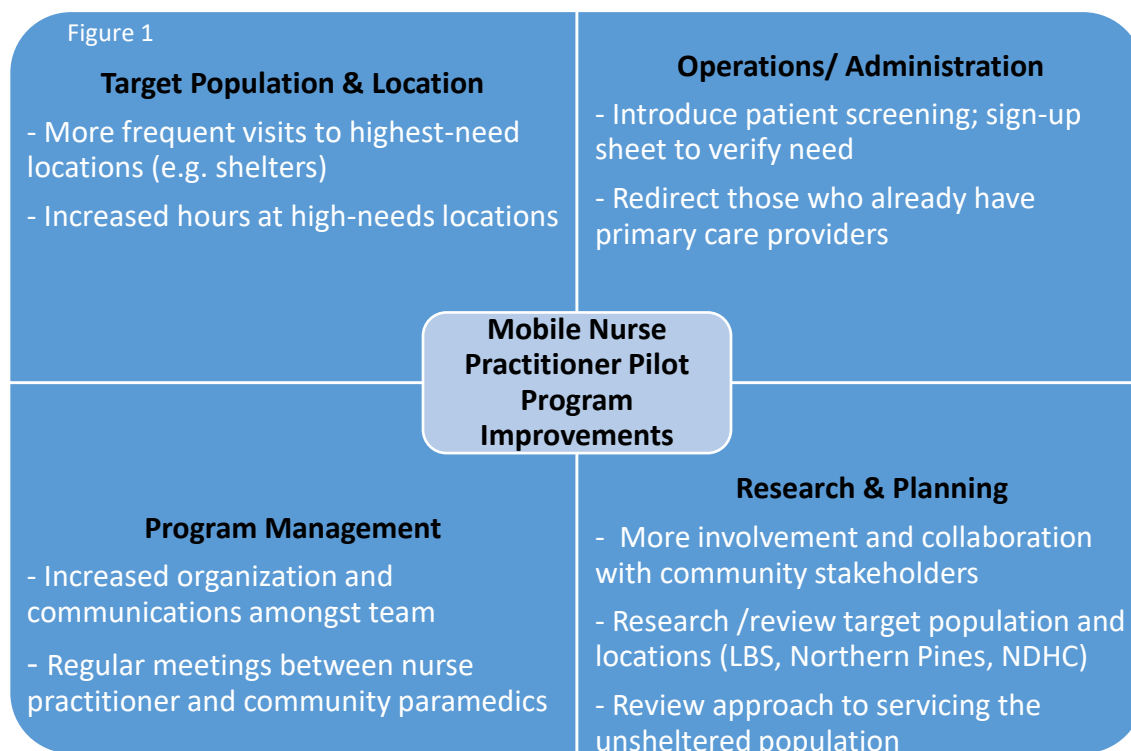 Figure 1
Target Population & Location
- More frequent visits to highest-need
locations (e.g. shelters)
- Increased hours at high-needs locations
Operations/ Administration
- Introduce patient screening; sign-up
sheet to verify need
- Redirect those who already have
primary care providers
Mobile Nurse
Practitioner Pilot
Program
Improvements
Program Management
- Increased organization and
communications amongst team
- Regular meetings between nurse
practitioner and community paramedics
Research & Planning
- More involvement and collaboration
with community stakeholders
- Research /review target population and
locations (LBS, Northern Pines, NDHC)
- Review approach to servicing the
unsheltered population